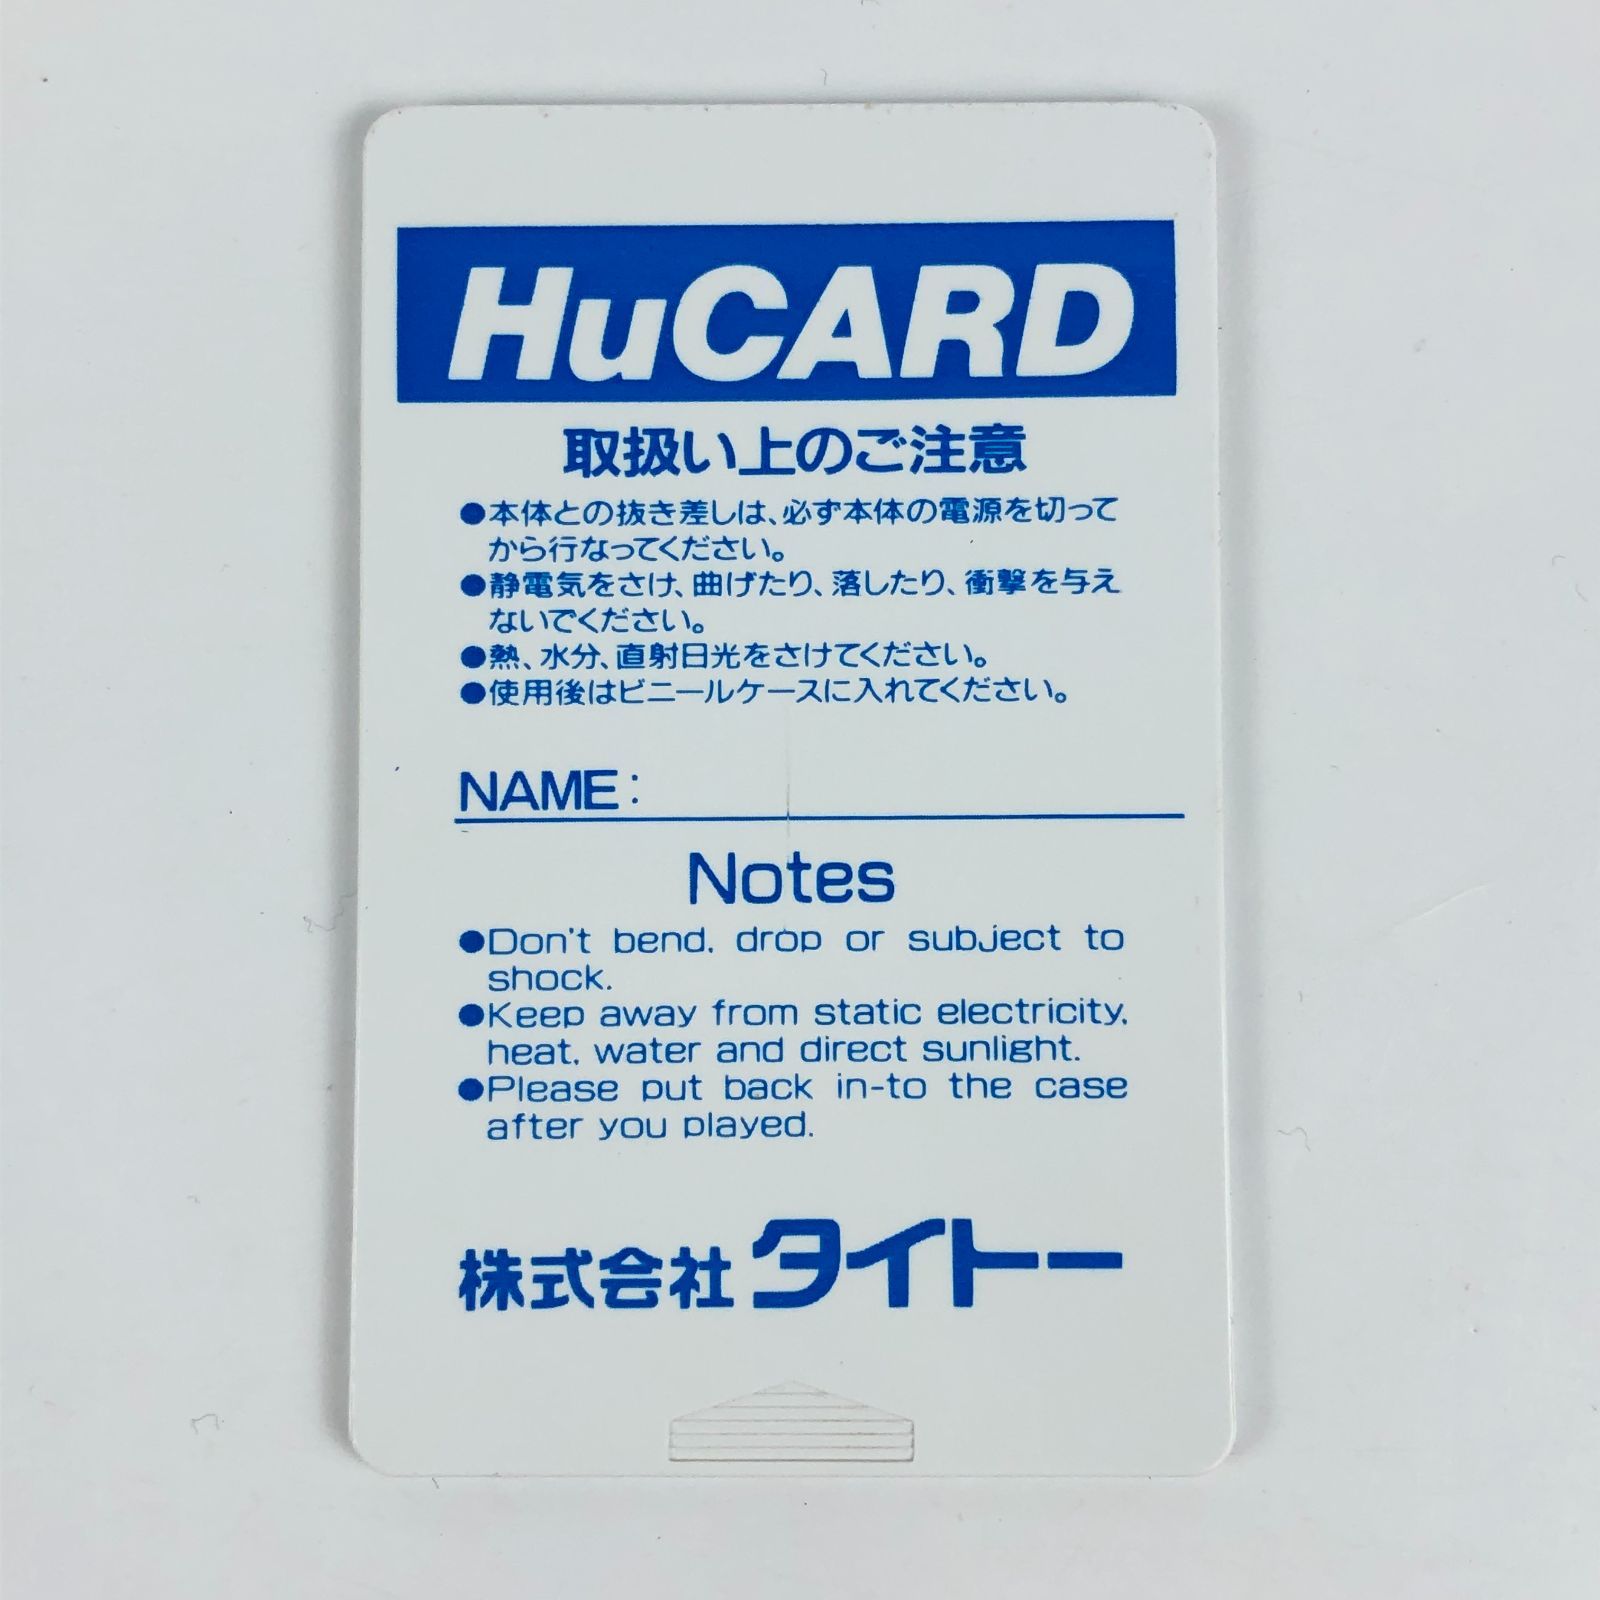 HuCARD
取扱い上のご注意
●本体との抜き差しは、必ず本体の電源を切って
から行なってください。
●静電気をさけ、曲げたり、落したり、衝撃を与え
ないでください。
●熱、水分、直射日光をさけてください。
●使用後はビニールケースに入れてください。
NAME:
Notes
●Don't bend, drop or subject to
shock.
●Keep away from static electricity,
heat, water and direct sunlight.
●Please put back in-to the case
after you played.
株式会社タイトー